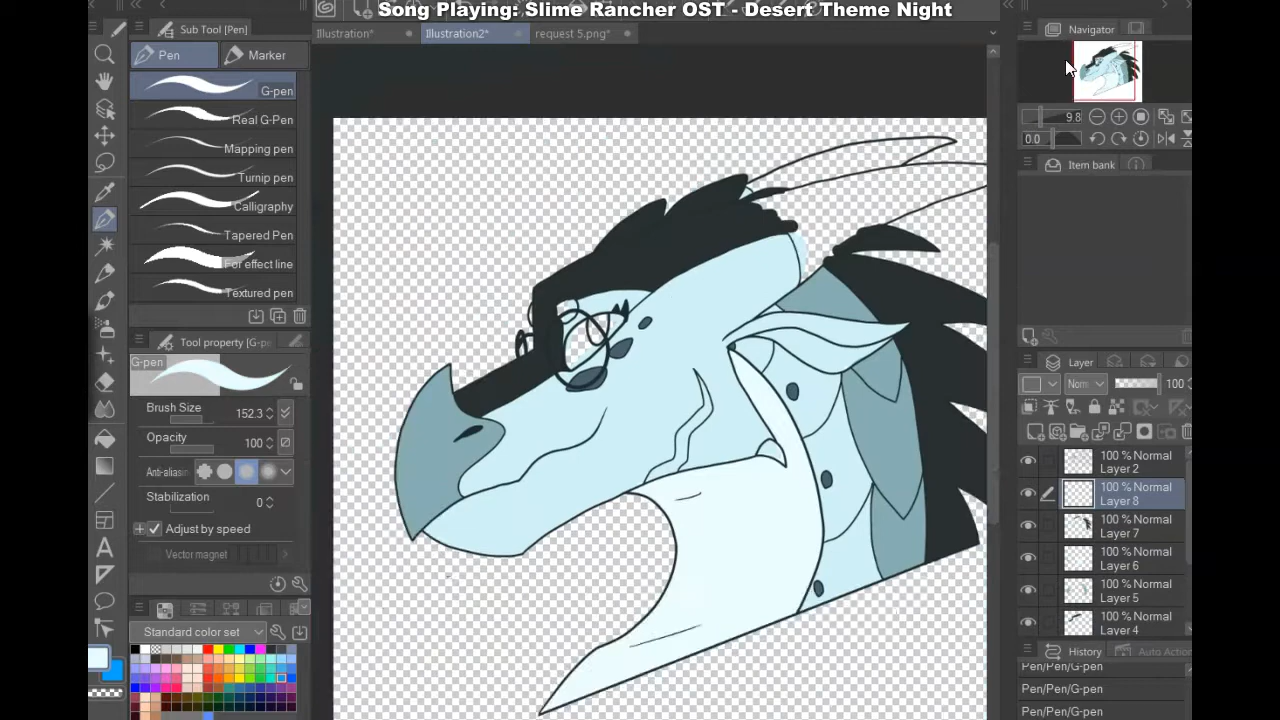 Song Playing: Slime Rancher OST - Desert Theme Night
Sub Tool [Pen]
Illustration*
Illustration2*
request 5.png*
Navigator
Pen
Marker
G-pen
Real G-Pen
Mapping pen
Turnip pen
Calligraphy
Tapered Pen
For effect line
Textured pen
9.8
0.0
Item bank
Tool property [G-pe
G-pen
Brush Size
152.3
Opacity
100
Anti-aliasin
Stabilization
0
Adjust by speed
Vector magnet
Standard color set
Layer
Norm
100
100 % Normal
Layer 2
100 % Normal
Layer 8
100 % Normal
Layer 7
100 % Normal
Layer 6
100 % Normal
Layer 5
100 % Normal
Layer 4
History
Auto Action
Pen/Pen/G-pen
Pen/Pen/G-pen
Pen/Pen/G-pen